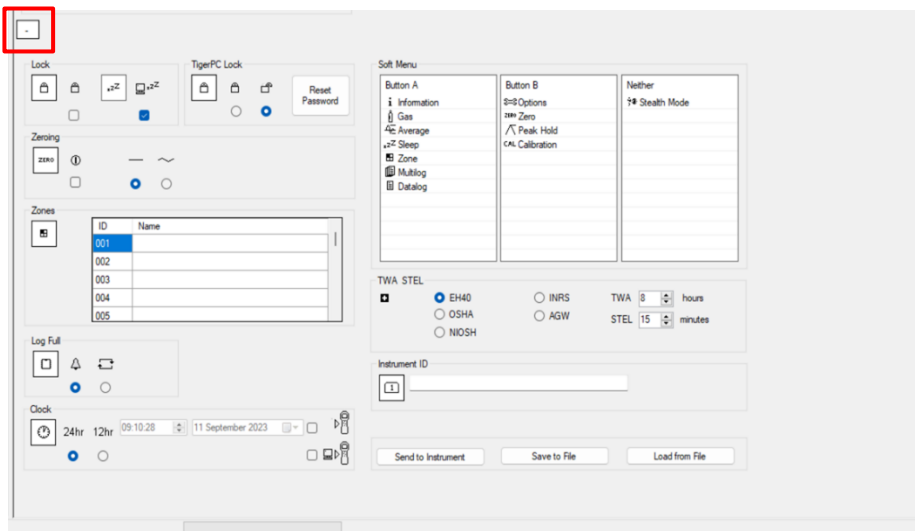 -
Lock
TigerPC Lock
Reset
Password
Zeroing
ZERO
Zones
ID Name
001
002
003
004
005
Log Full
Clock
24hr 12hr 09:10:28 11 September 2023
Soft Menu
Button A
i Information
Gas
Average
zZ Sleep
Zone
Multilog
Datalog
Button B
Options
ZERO Zero
Peak Hold
CAL Calibration
Neither
Stealth Mode
TWA STEL
EH40 INRS TWA 8 hours
OSHA AGW STEL 15 minutes
NIOSH
Instrument ID
1
Send to Instrument Save to File Load from File